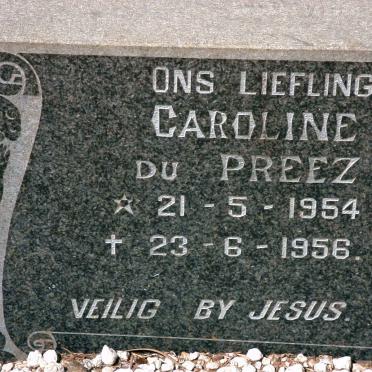 ONS LIEFLING
CAROLINE
DU PREEZ
☆ 21 - 5 - 1954
✝ 23 - 6 - 1956.
VEILIG BY JESUS.